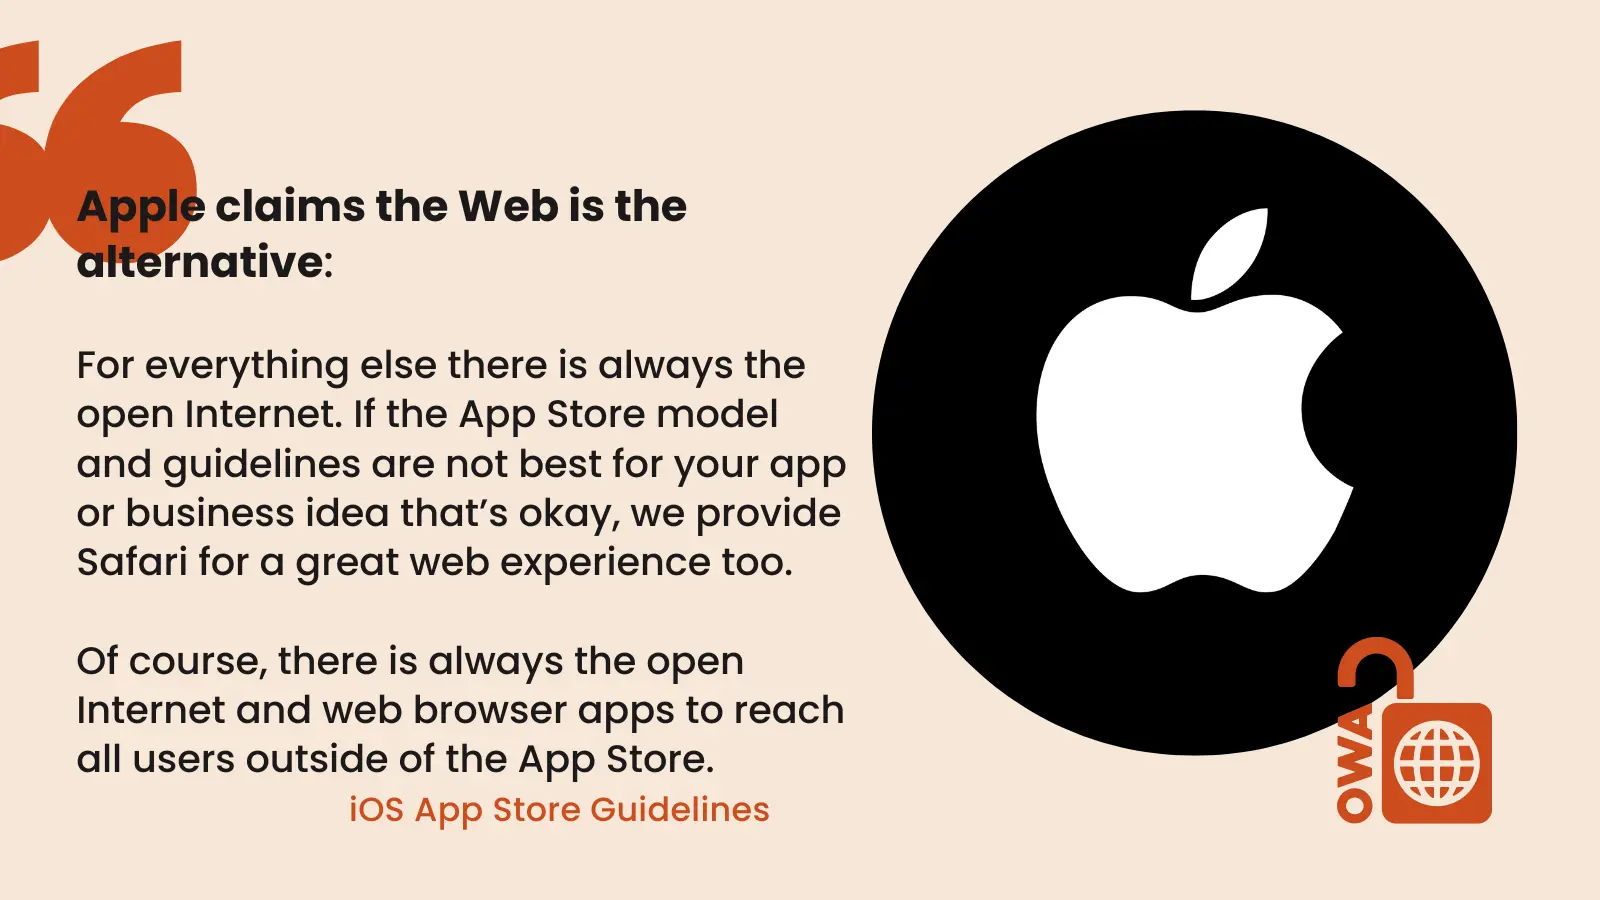 Apple claims the Web is the
alternative:
For everything else there is always the
open Internet. If the App Store model
and guidelines are not best for your app
or business idea that’s okay, we provide
Safari for a great web experience too.
Of course, there is always the open
Internet and web browser apps to reach
all users outside of the App Store.
iOS App Store Guidelines
OWA